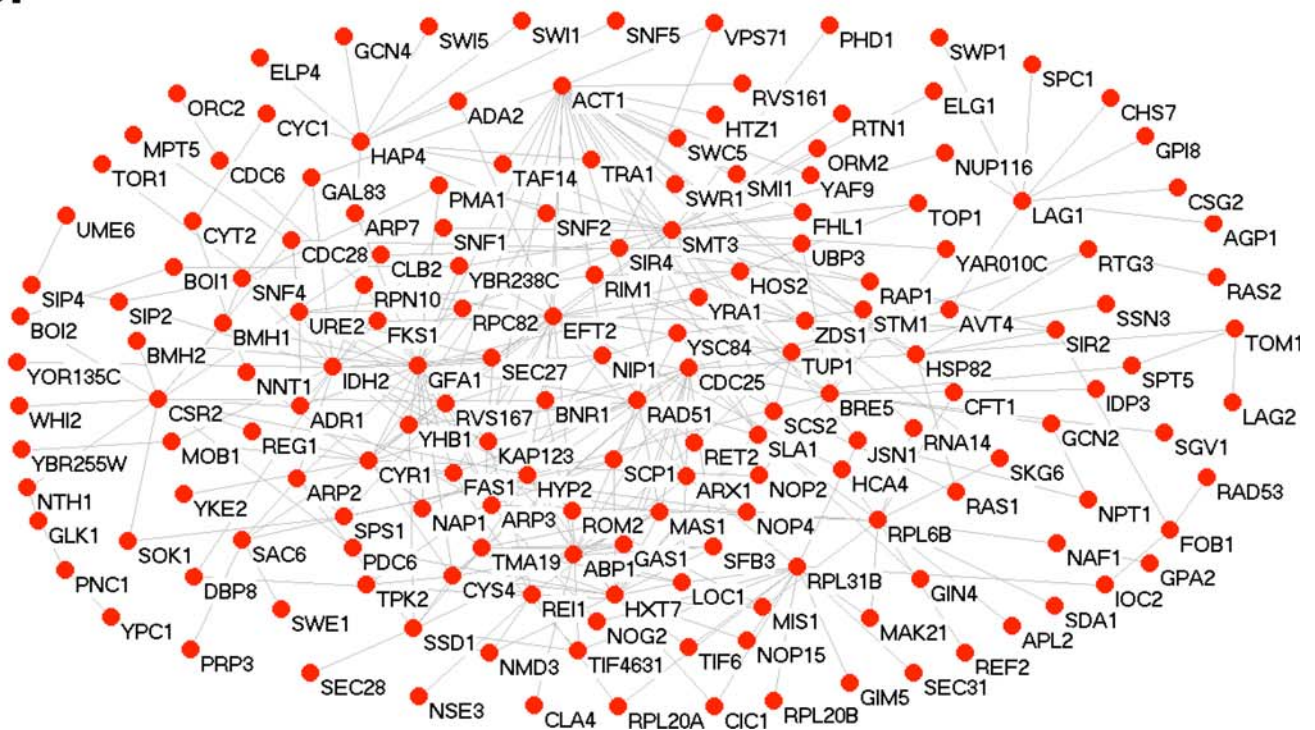 SWI1
SNF5
VPS71
SWI5
PHD1
GCN4
SWP1
ELP4
SPC1
ACT1
RVS161
ELG1
CHS7
ORC2
ADA2
CYC1
HTZ1
RTN1
MPT5
HAP4
SWC5
ORM2
NUP116
GPI8
TOR1
CDC6
TAF14
TRA1
GAL83
PMA1
SWR1
SMI1
YAF9
CSG2
LAG1
TOP1
UME6
CYT2
ARP7
SNF1
SNF2
SMT3
FHL1
AGP1
CDC28
CLB2
SIR4
UBP3
YAR010C
RTG3
BOI1
SNF4
YBR238C
RIM1
HOS2
RAP1
RAS2
SIP4
SIP2
RPN10
YRA1
STM1
AVT4
SSN3
BOI2
BMH1
URE2
FKS1
RPC82
EFT2
ZDS1
SIR2
TOM1
BMH2
YSC84
TUP1
HSP82
YOR135C
NNT1
IDH2
GFA1
SEC27
NIP1
CDC25
SPT5
WHI2
CSR2
ADR1
RVS167
BNR1
RAD51
BRE5
CFT1
IDP3
LAG2
REG1
YHB1
SCS2
GCN2
SGV1
YBR255W
MOB1
KAP123
RET2
SLA1
JSN1
RNA14
NTH1
YKE2
ARP2
CYR1
FAS1
HYP2
SCP1
ARX1
NOP2
HCA4
SKG6
RAD53
GLK1
SPS1
NAP1
ARP3
ROM2
MAS1
NOP4
RPL6B
RAS1
NPT1
FOB1
SOK1
SAC6
PDC6
TMA19
ABP1
GAS1
SFB3
NAF1
PNC1
DBP8
TPK2
CYS4
RPL31B
GIN4
GPA2
YPC1
SWE1
REI1
HXT7
LOC1
MIS1
IOC2
SDA1
PRP3
SSD1
NOG2
MAK21
APL2
SEC28
NMD3
TIF4631
TIF6
NOP15
REF2
NSE3
CLA4
RPL20A
CIC1
RPL20B
GIM5
SEC31